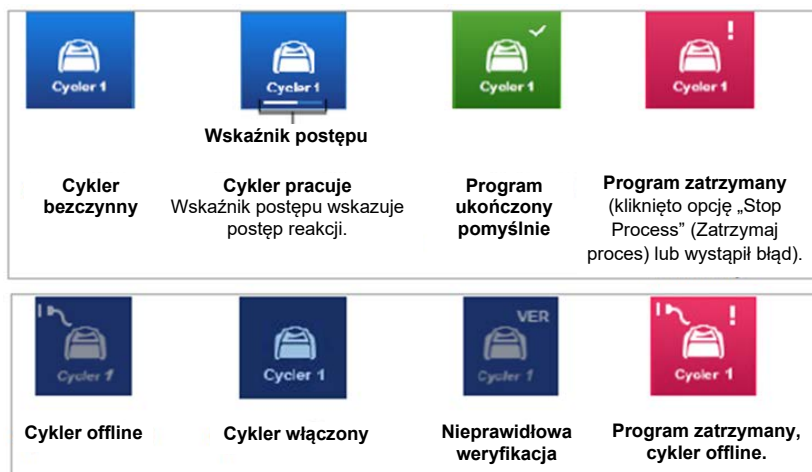 Cycler 1
Cycler 1
Cycler 1
!
Cycler 1
Wskaźnik postępu
Cykler
bezczynny
Cykler pracuje
Wskaźnik postępu wskazuje
postęp reakcji.
Program
ukończony
pomyślnie
Program zatrzymany
(kliknięto opcję „Stop
Process” (Zatrzymaj
proces) lub wystąpił błąd).
Cycler 1
Cycler 1
VER
Cycler 1
!
Cycler 1
Cykler offline
Cykler włączony
Nieprawidłowa
weryfikacja
Program zatrzymany,
cykler offline.